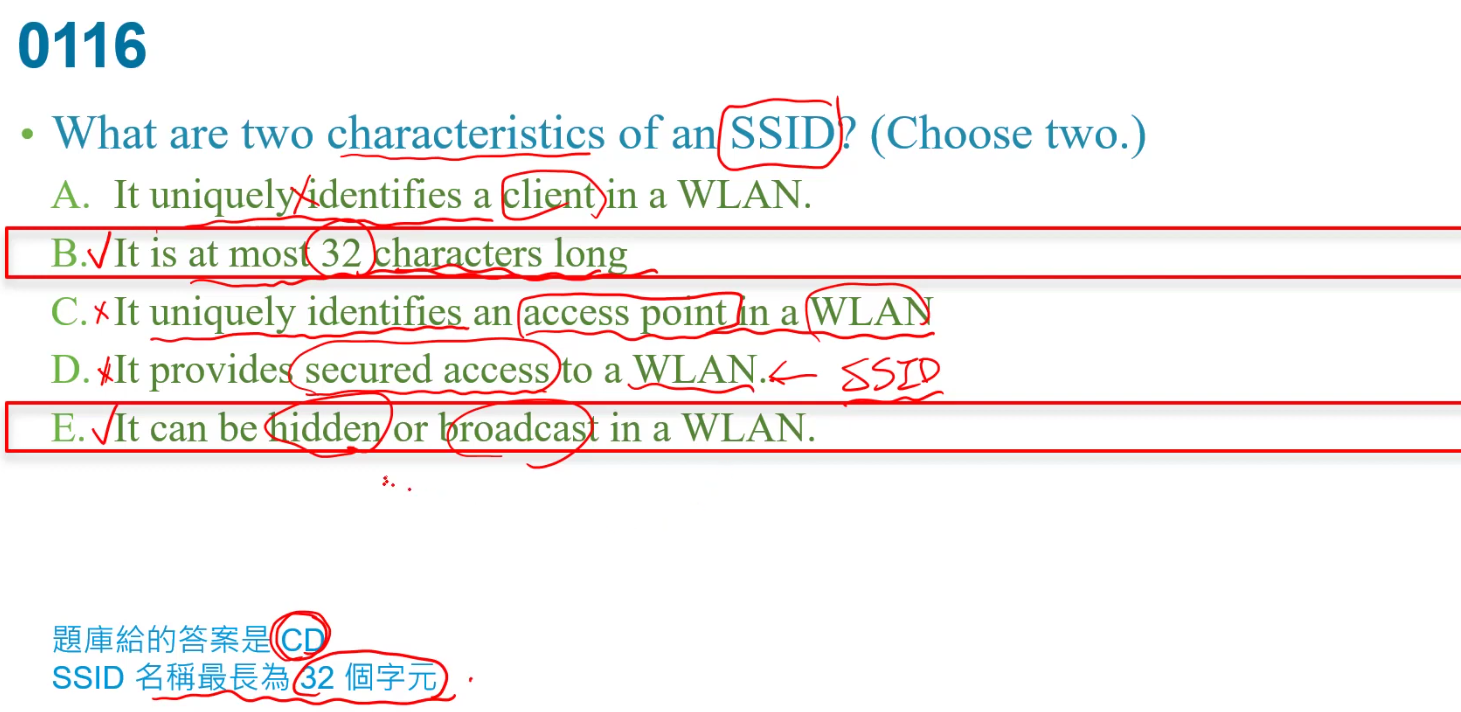 0116
• What are two characteristics of an SSID? (Choose two.)
A. It uniquely identifies a client in a WLAN.
B. It is at most 32 characters long
C. It uniquely identifies an access point in a WLAN
D. It provides secured access to a WLAN. ← SSID
E. It can be hidden or broadcast in a WLAN.
題庫給的答案是 CD
SSID 名稱最長為 32 個字元